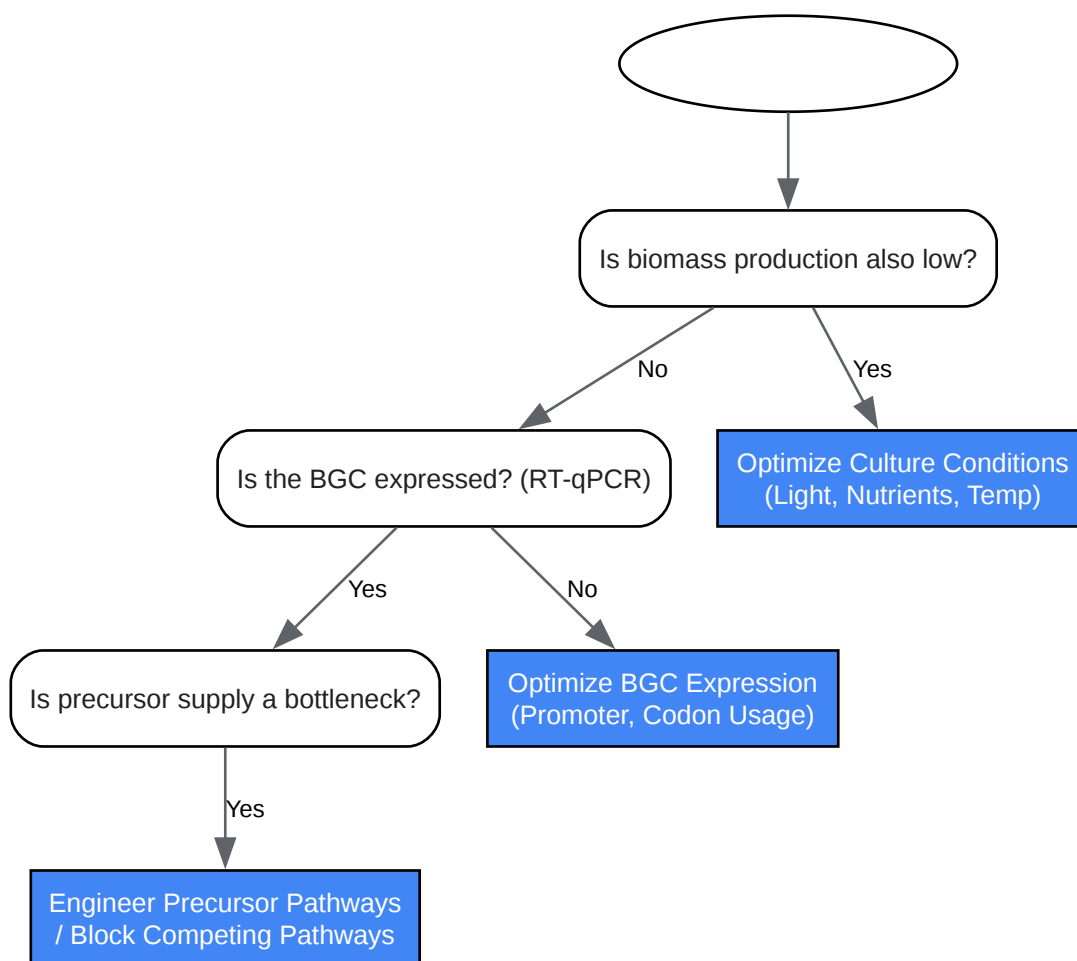 Is biomass production also low?
No
Yes
Is the BGC expressed? (RT-qPCR)
Optimize Culture Conditions
(Light, Nutrients, Temp)
Yes
No
Is precursor supply a bottleneck?
Optimize BGC Expression
(Promoter, Codon Usage)
Yes
Engineer Precursor Pathways
/ Block Competing Pathways